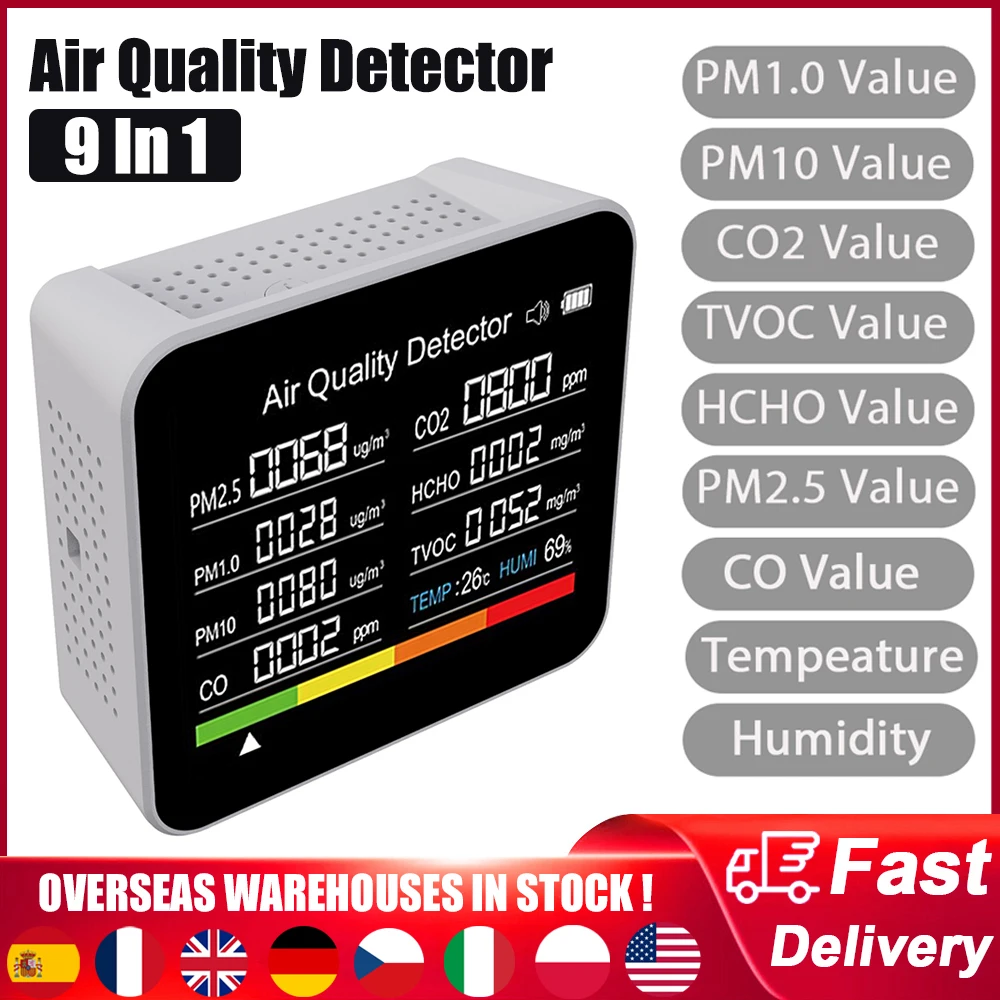 Air Quality Detector
9 In 1
PM1.0 Value
PM10 Value
CO2 Value
TVOC Value
HCHO Value
PM2.5 Value
CO Value
Tempeature
Humidity
Air Quality Detector
PM2.5 0068 ug/m³
PM1.0 0028 ug/m³
PM10 0080 ug/m³
CO 0002 ppm
CO2 0800 ppm
HCHO 0002 mg/m³
TVOC 0052 mg/m³
TEMP :26℃ HUMI 69%
OVERSEAS WAREHOUSES IN STOCK !
Fast
Delivery